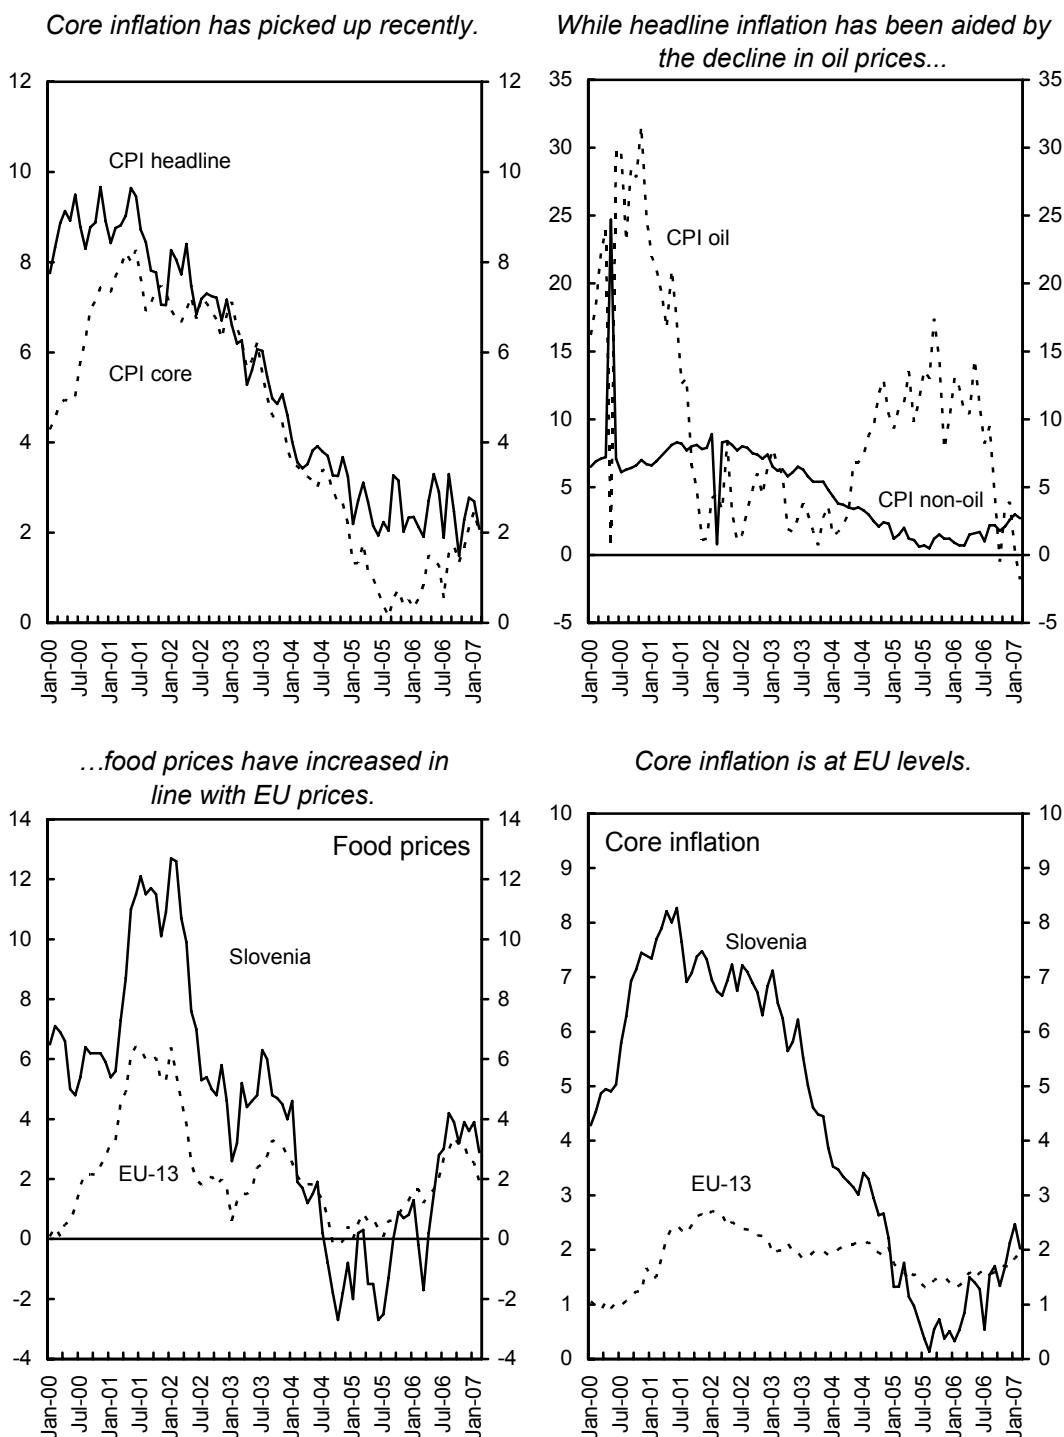 Core inflation has picked up recently.
12 12
10 10
8 8
6 6
4 4
2 2
0 0
CPI headline
CPI core
Jan-00 Jul-00 Jan-01 Jul-01 Jan-02 Jul-02 Jan-03 Jul-03 Jan-04 Jul-04 Jan-05 Jul-05 Jan-06 Jul-06 Jan-07
While headline inflation has been aided by
the decline in oil prices...
35 35
30 30
25 25
20 20
15 15
10 10
5 5
0 0
-5 -5
CPI oil
CPI non-oil
Jan-00 Jul-00 Jan-01 Jul-01 Jan-02 Jul-02 Jan-03 Jul-03 Jan-04 Jul-04 Jan-05 Jul-05 Jan-06 Jul-06 Jan-07
…food prices have increased in
line with EU prices.
14 14
12 12
10 10
8 8
6 6
4 4
2 2
0 0
-2 -2
-4 -4
Food prices
Slovenia
EU-13
Jan-00 Jul-00 Jan-01 Jul-01 Jan-02 Jul-02 Jan-03 Jul-03 Jan-04 Jul-04 Jan-05 Jul-05 Jan-06 Jul-06 Jan-07
Core inflation is at EU levels.
10 10
9 9
8 8
7 7
6 6
5 5
4 4
3 3
2 2
1 1
0 0
Core inflation
Slovenia
EU-13
Jan-00 Jul-00 Jan-01 Jul-01 Jan-02 Jul-02 Jan-03 Jul-03 Jan-04 Jul-04 Jan-05 Jul-05 Jan-06 Jul-06 Jan-07